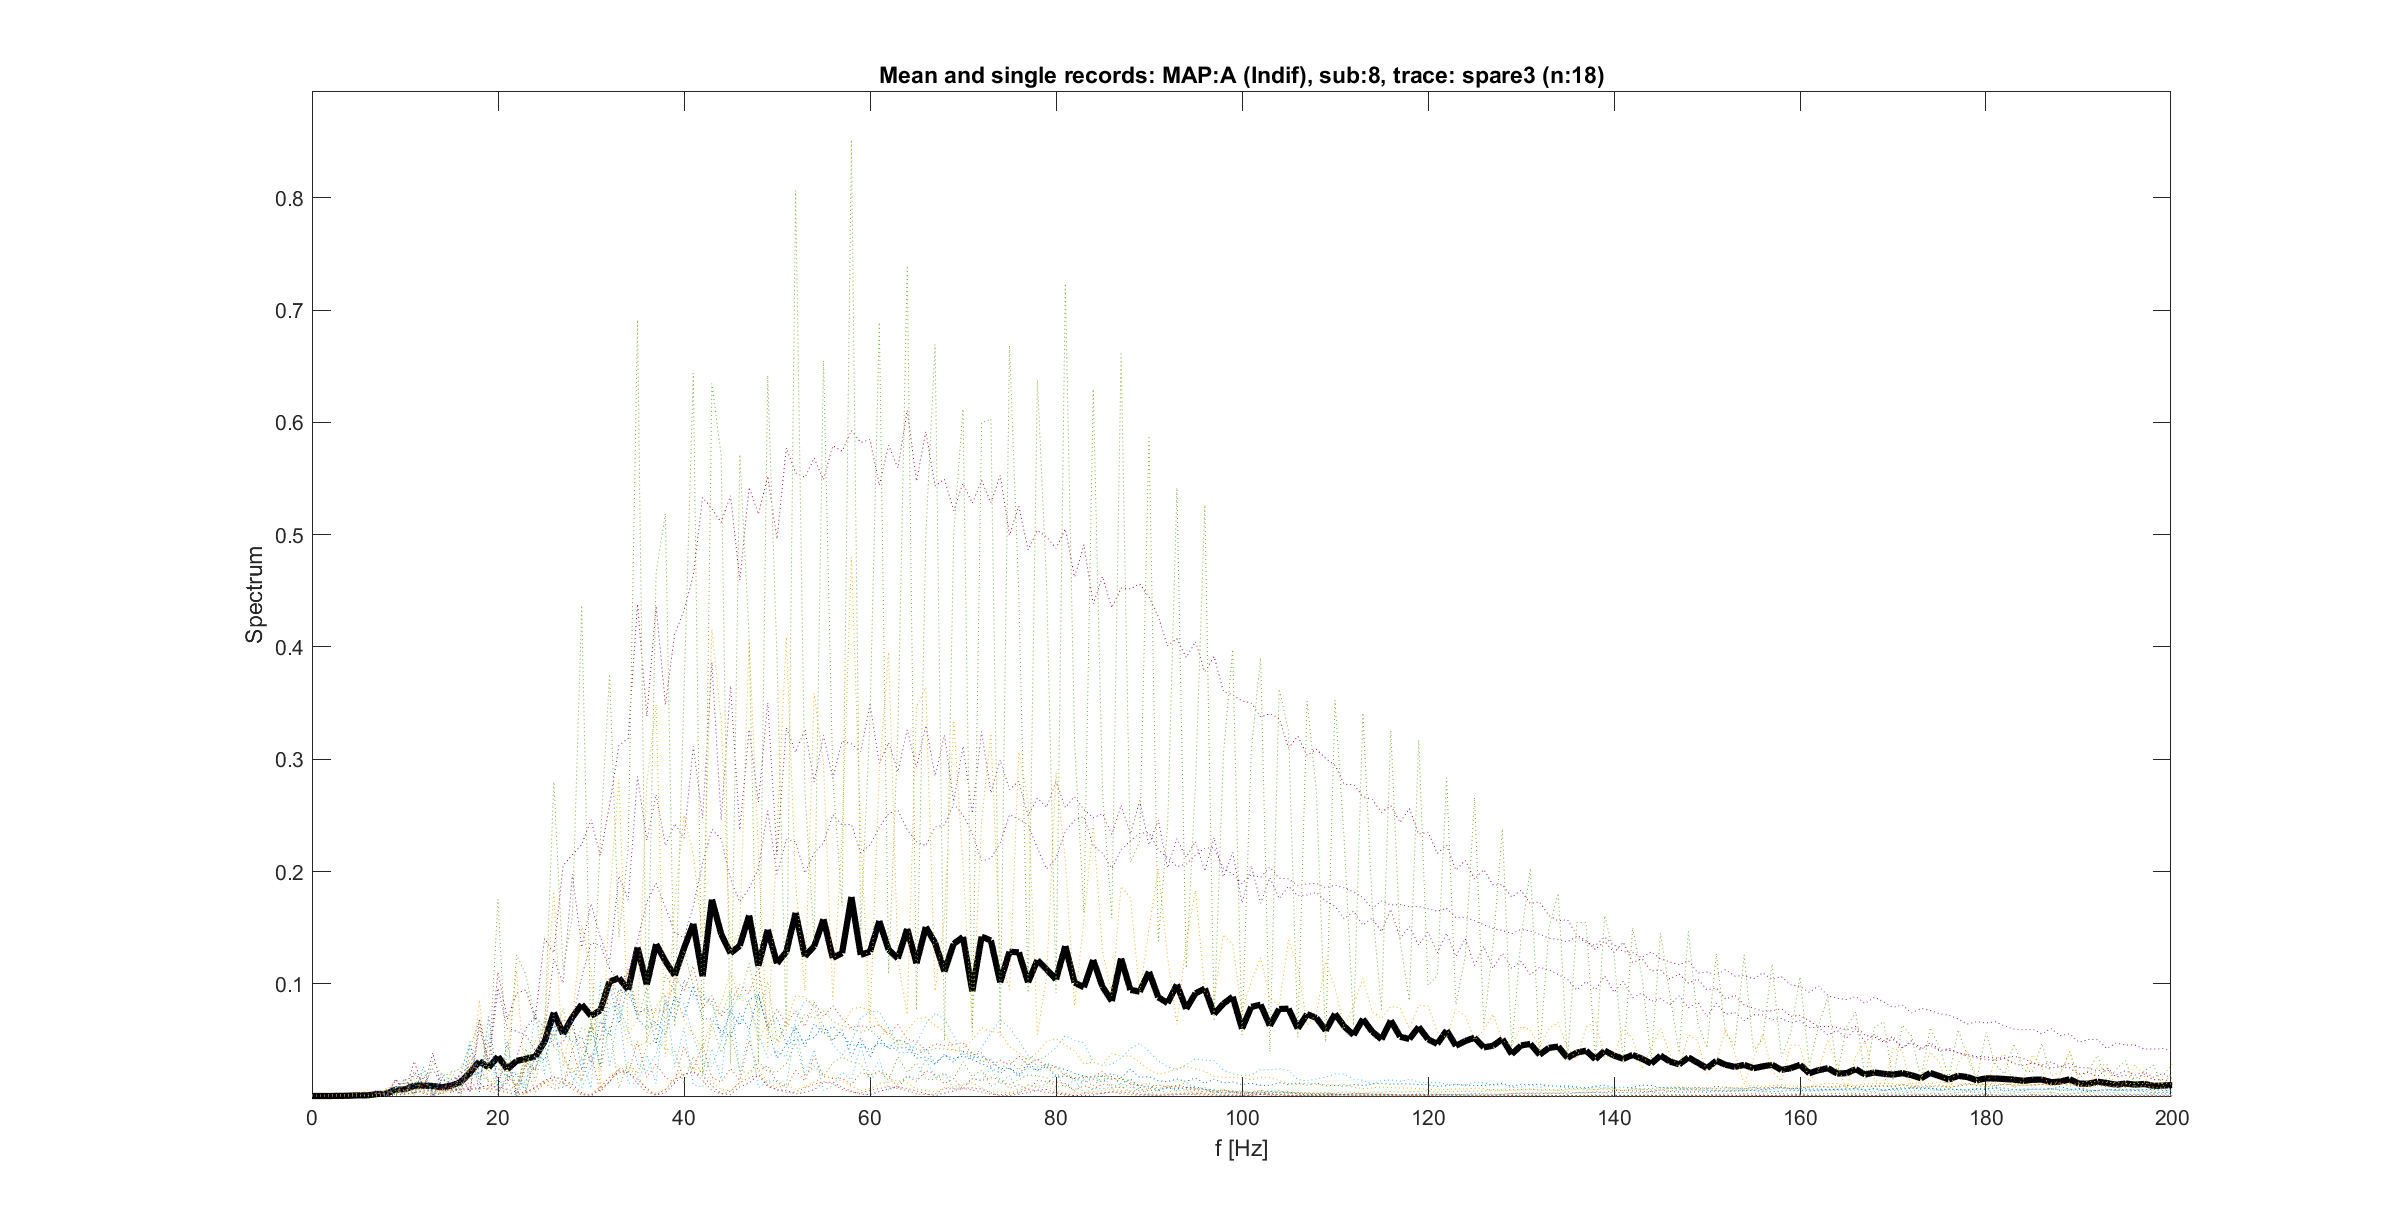 Mean and single records: MAP:A (Indif), sub:8, trace: spare3 (n:18)
0.8
0.7
0.6
0.5
0.4
0.3
0.2
0.1
Spectrum
0 20 40 60 80 100 120 140 160 180 200
f [Hz]